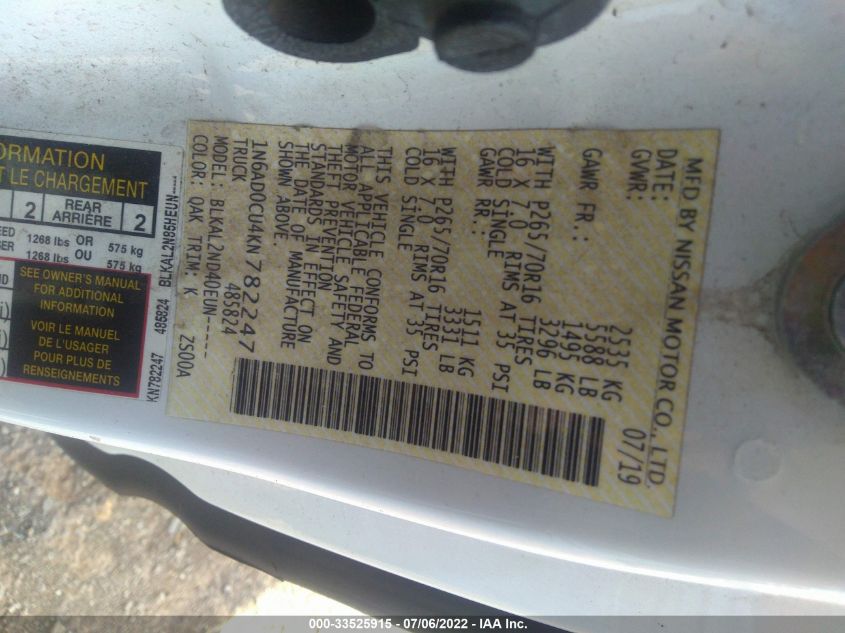 MFD BY NISSAN MOTOR CO., LTD.
DATE: 07/19
GVWR: 2535 KG
5588 LB
GAWR FR.: 1495 KG
3296 LB
WITH P265/70R16 TIRES
16 X 7.0 RIMS AT 35 PSI
COLD SINGLE
GAWR RR.: 1511 KG
3331 LB
WITH P265/70R16 TIRES
16 X 7.0 RIMS AT 35 PSI
COLD SINGLE
THIS VEHICLE CONFORMS TO
ALL APPLICABLE FEDERAL
MOTOR VEHICLE SAFETY AND
THEFT PREVENTION
STANDARDS IN EFFECT ON
THE DATE OF MANUFACTURE
SHOWN ABOVE.
1N6AD0CU4KN782247
TRUCK 485824
MODEL: BLKAL2ND40EUN-----
COLOR: QAK TRIM: K ZS00A
ORMATION
T LE CHARGEMENT
2
REAR
ARRIÈRE
2
1268 lbs OR 575 kg
1268 lbs OU 575 kg
SEE OWNER'S MANUAL
FOR ADDITIONAL
INFORMATION
VOIR LE MANUEL
DE L'USAGER
POUR PLUS DE
RENSEIGNEMENTS
KN782247 485824 BLKAL2N85HEUN-----
000-33525915 - 07/06/2022 - IAA Inc.